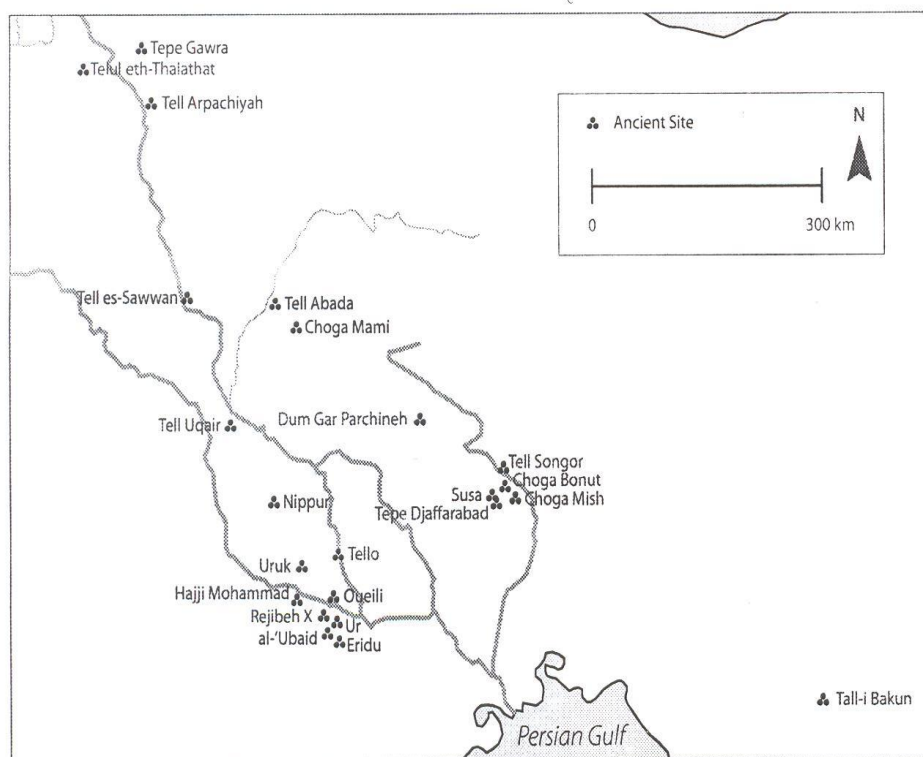 Tepe Gawra
Telul eth-Thalathat
Tell Arpachiyah
Ancient Site
N
0
300 km
Tell es-Sawwan
Tell Abada
Choga Mami
Tell Uqair
Dum Gar Parchineh
Tell Songor
Choga Bonut
Susa
Choga Mish
Tepe Djaffarabad
Nippur
Tello
Uruk
Hajji Mohammad
Oueili
Rejibeh X
Ur
al-'Ubaid
Eridu
Tall-i Bakun
Persian Gulf